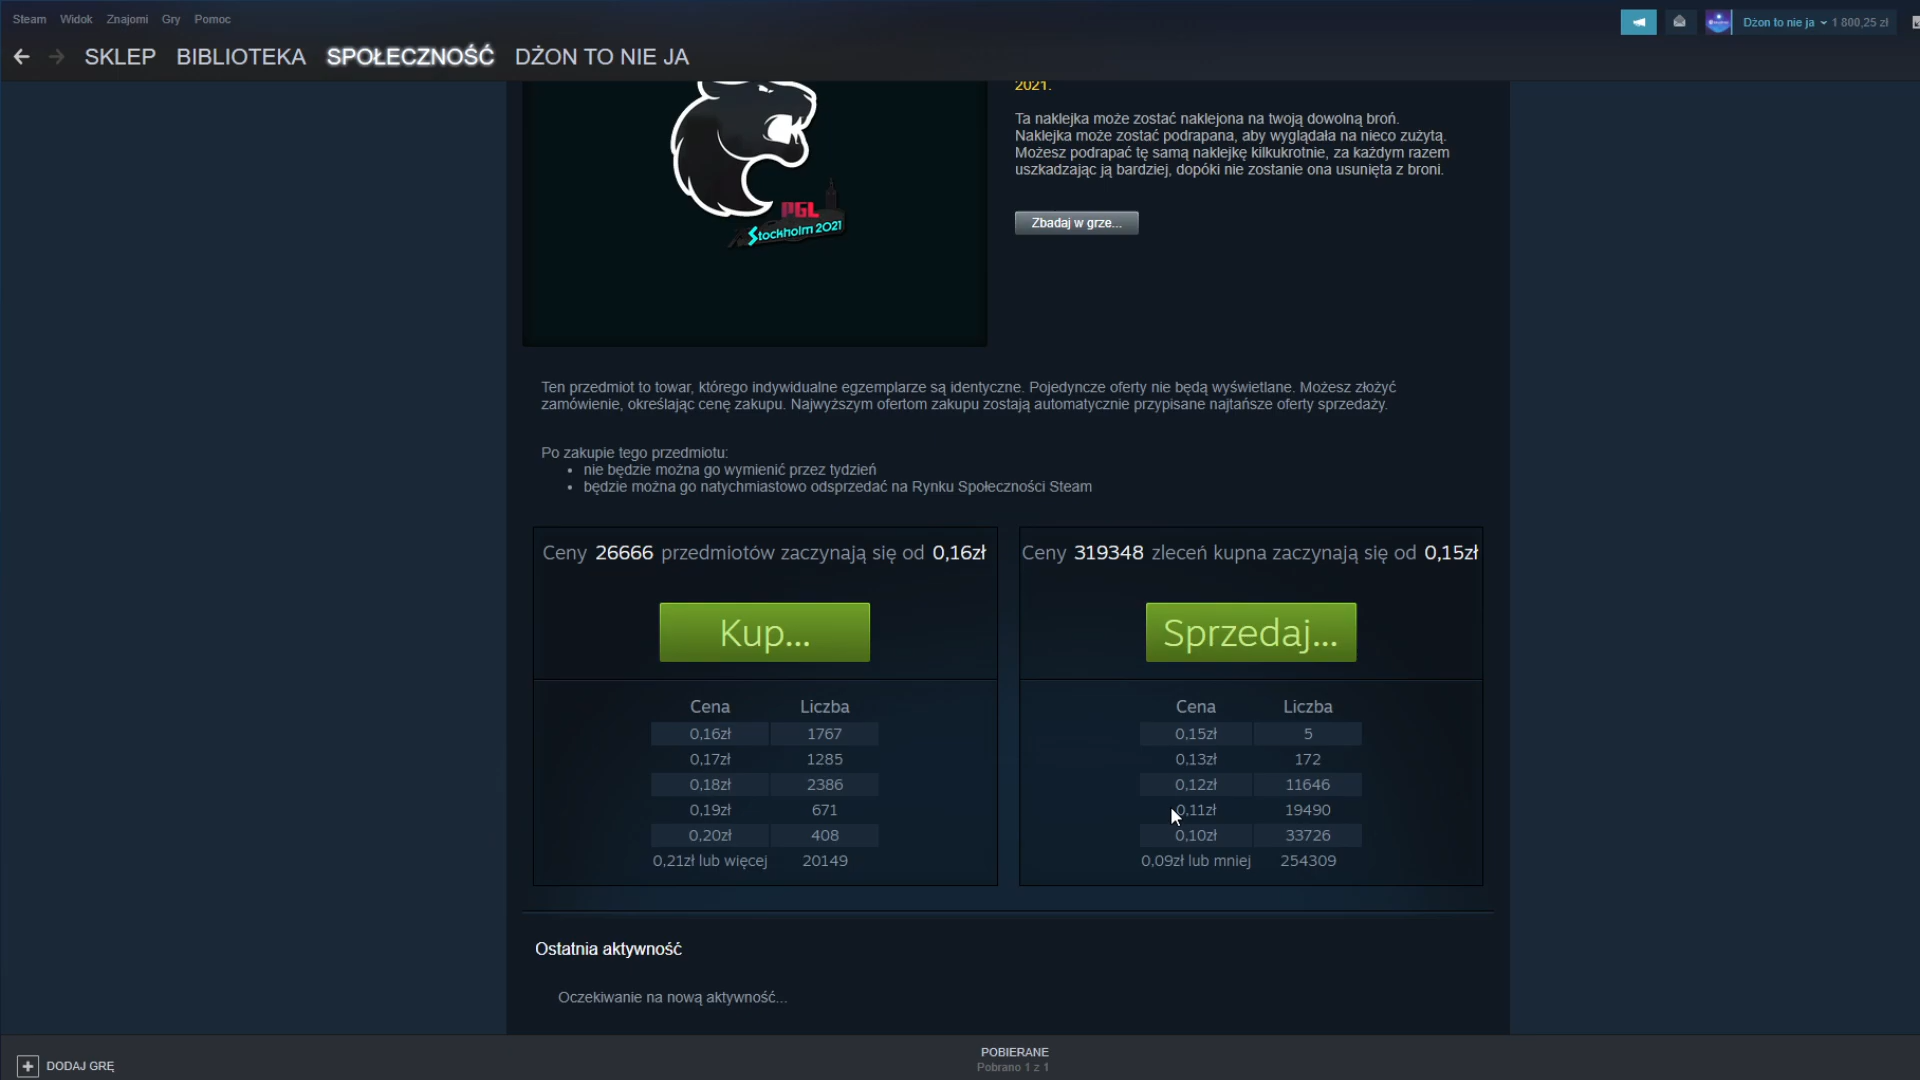 Steam Widok Znajomi Gry Pomoc
Dżon to nie ja 1 800,25 zł
SKLEP BIBLIOTEKA SPOŁECZNOŚĆ DŻON TO NIE JA
2021.
Ta naklejka może zostać naklejona na twoją dowolną broń.
Naklejka może zostać podrapana, aby wyglądała na nieco zużytą.
Możesz podrapać tę samą naklejkę kilkukrotnie, za każdym razem
uszkadzając ją bardziej, dopóki nie zostanie ona usunięta z broni.
PGL
Stockholm 2021
Zbadaj w grze...
Ten przedmiot to towar, którego indywidualne egzemplarze są identyczne. Pojedyncze oferty nie będą wyświetlane. Możesz złożyć
zamówienie, określając cenę zakupu. Najwyższym ofertom zakupu zostają automatycznie przypisane najtańsze oferty sprzedaży.
Po zakupie tego przedmiotu:
• nie będzie można go wymienić przez tydzień
• będzie można go natychmiastowo odsprzedać na Rynku Społeczności Steam
Ceny 26666 przedmiotów zaczynają się od 0,16zł
Kup...
Cena Liczba
0,16zł 1767
0,17zł 1285
0,18zł 2386
0,19zł 671
0,20zł 408
0,21zł lub więcej 20149
Ceny 319348 zleceń kupna zaczynają się od 0,15zł
Sprzedaj...
Cena Liczba
0,15zł 5
0,13zł 172
0,12zł 11646
0,11zł 19490
0,10zł 33726
0,09zł lub mniej 254309
Ostatnia aktywność
Oczekiwanie na nową aktywność...
DODAJ GRĘ
POBIERANE
Pobrano 1 z 1